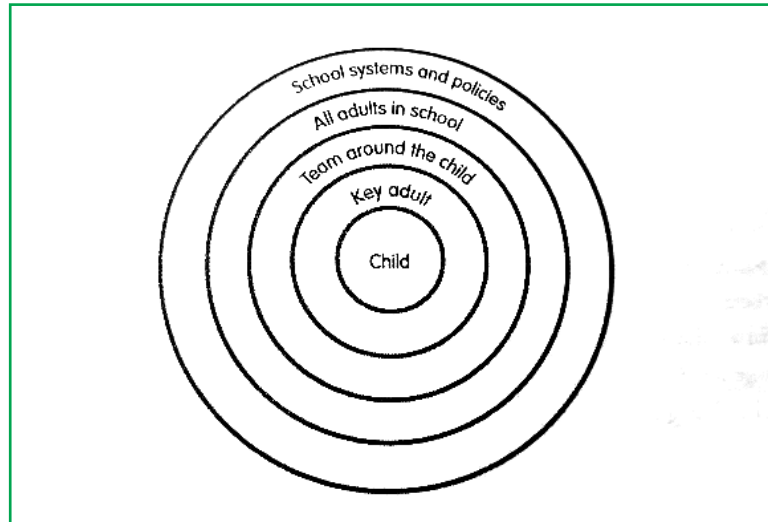 School systems and policies
All adults in school
Team around the child
Key adult
Child